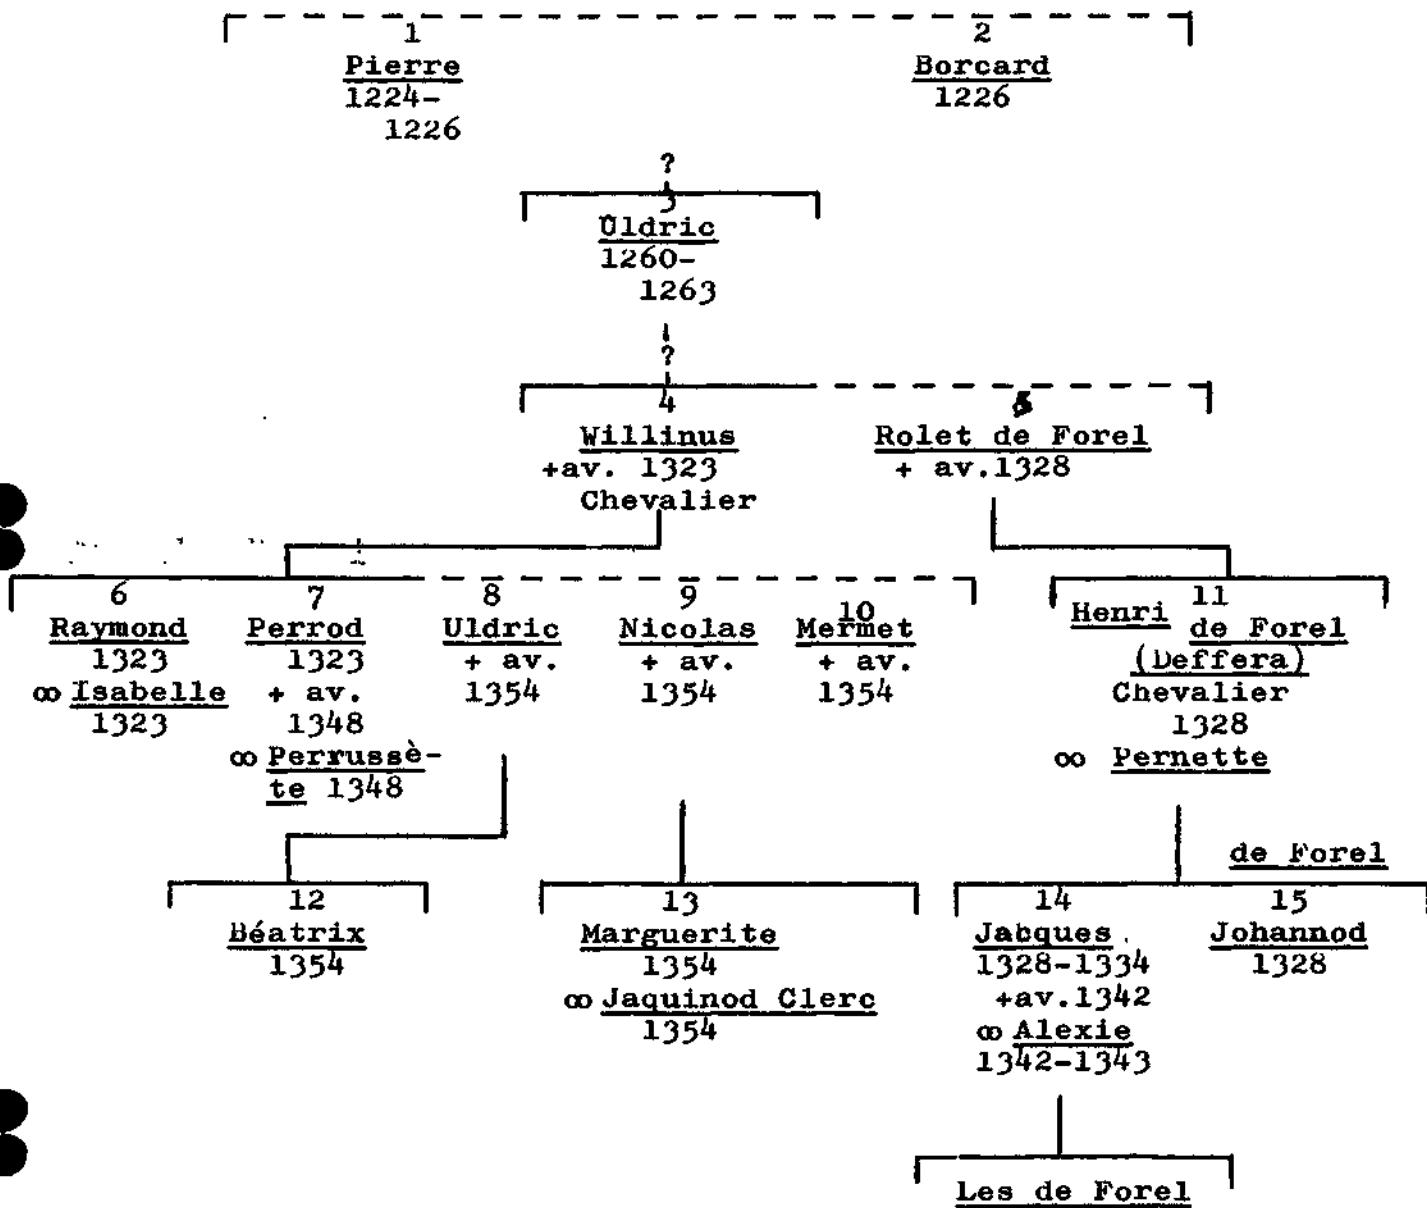 1 2
Pierre Borcard
1224- 1226
1226
?
3
Uldric
1260-
1263
?
4 5
Willinus Rolet de Forel
+av. 1323 + av.1328
Chevalier
6 7 8 9 10 11
Raymond Perrod Uldric Nicolas Mermet Henri de Forel
1323 1323 + av. + av. + av. (Deffera)
∞ Isabelle + av. 1354 1354 1354 Chevalier
1323 1348 1328
∞ Perrussè- ∞ Pernette
te 1348
de Forel
12 13 14 15
Béatrix Marguerite Jacques Johannod
1354 1354 1328-1334 1328
∞ Jaquinod Clerc +av.1342
1354 ∞ Alexie
1342-1343
Les de Forel